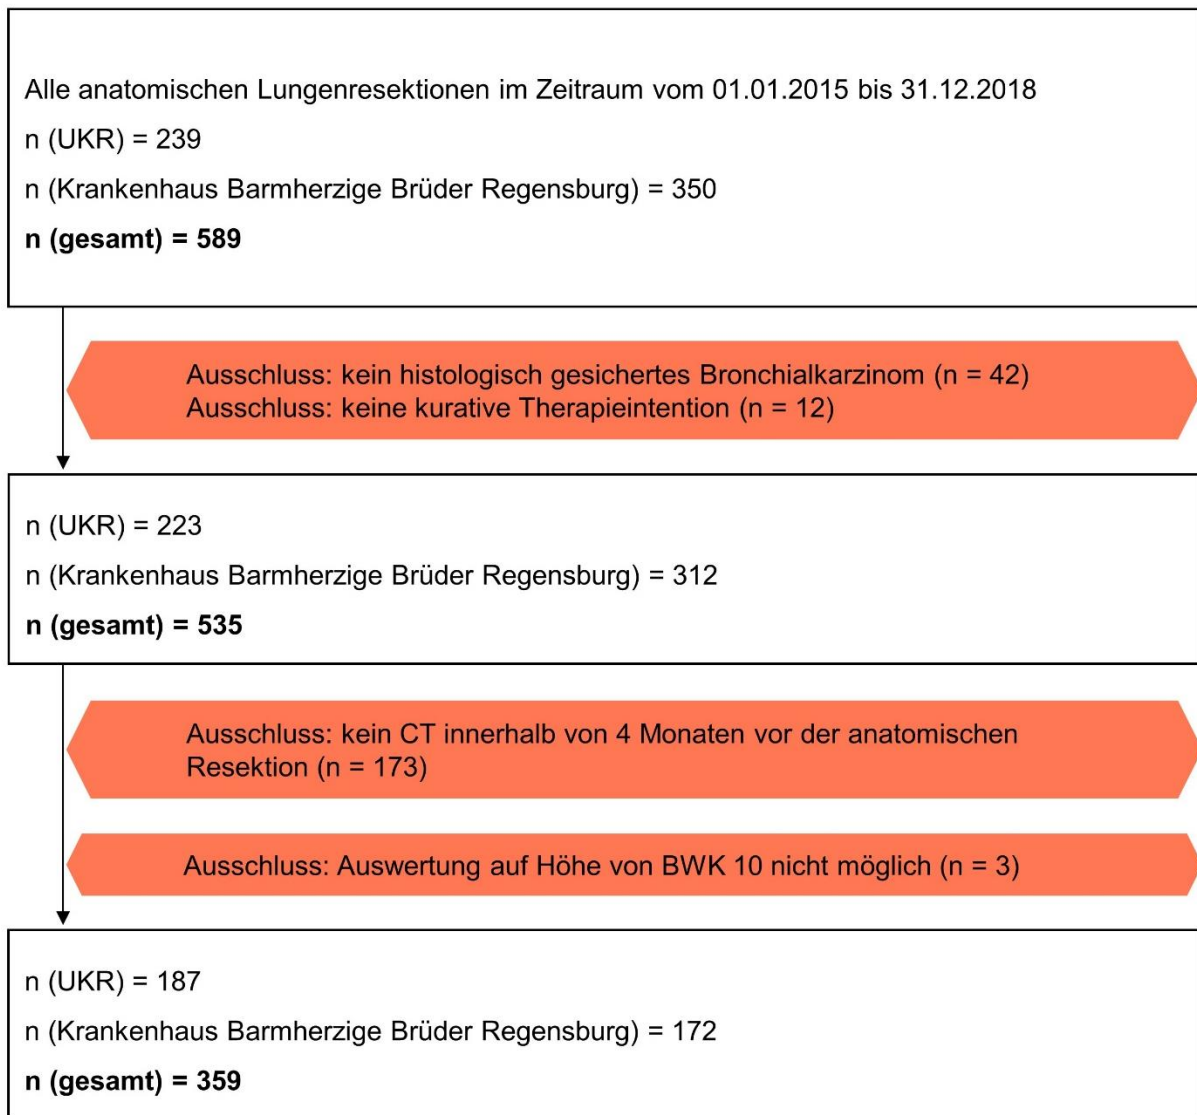 Alle anatomischen Lungenresektionen im Zeitraum vom 01.01.2015 bis 31.12.2018
n (UKR) = 239
n (Krankenhaus Barmherzige Brüder Regensburg) = 350
n (gesamt) = 589
Ausschluss: kein histologisch gesichertes Bronchialkarzinom (n = 42)
Ausschluss: keine kurative Therapieintention (n = 12)
n (UKR) = 223
n (Krankenhaus Barmherzige Brüder Regensburg) = 312
n (gesamt) = 535
Ausschluss: kein CT innerhalb von 4 Monaten vor der anatomischen
Resektion (n = 173)
Ausschluss: Auswertung auf Höhe von BWK 10 nicht möglich (n = 3)
n (UKR) = 187
n (Krankenhaus Barmherzige Brüder Regensburg) = 172
n (gesamt) = 359